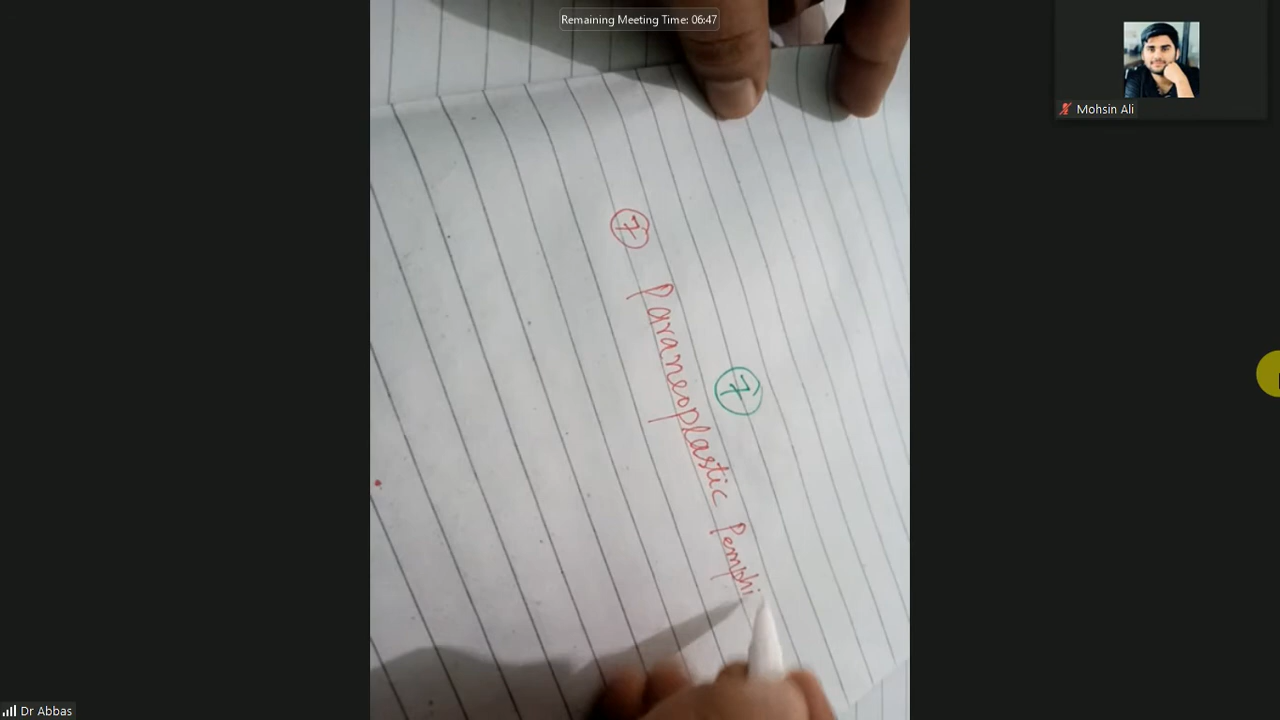 Remaining Meeting Time: 06:47
Mohsin Ali
7
Paraneoplastic Pemphi
7
Dr Abbas